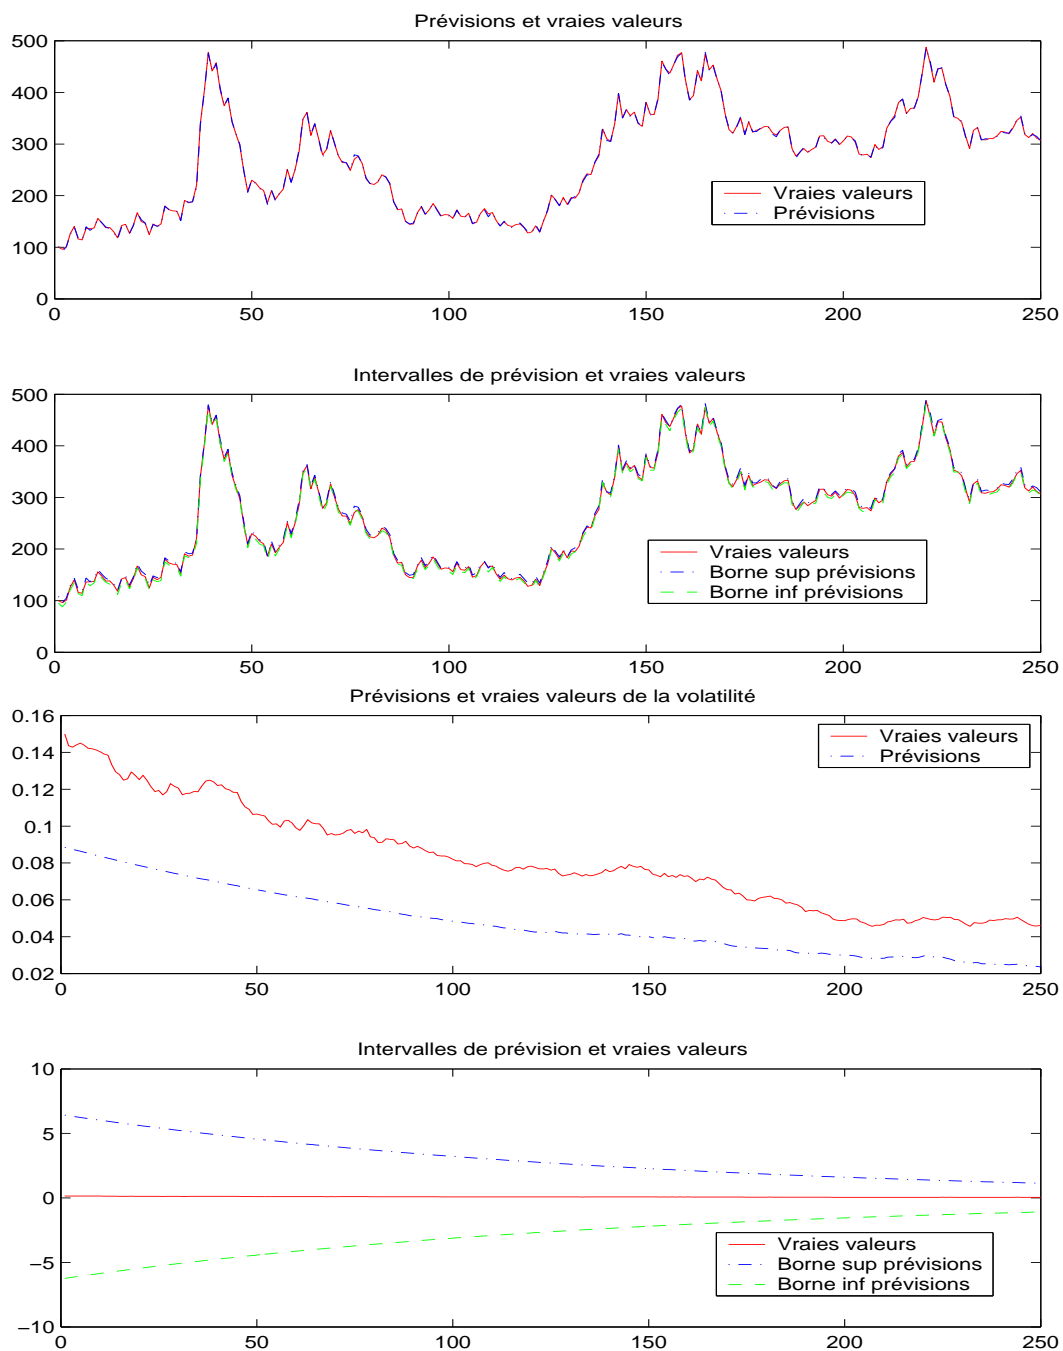 Prévisions et vraies valeurs
500
400
300
200
100
0
Vraies valeurs
Prévisions
0 50 100 150 200 250
Intervalles de prévision et vraies valeurs
500
400
300
200
100
0
Vraies valeurs
Borne sup prévisions
Borne inf prévisions
0 50 100 150 200 250
Prévisions et vraies valeurs de la volatilité
0.16
0.14
0.12
0.1
0.08
0.06
0.04
0.02
Vraies valeurs
Prévisions
0 50 100 150 200 250
Intervalles de prévision et vraies valeurs
10
5
0
−5
−10
Vraies valeurs
Borne sup prévisions
Borne inf prévisions
0 50 100 150 200 250